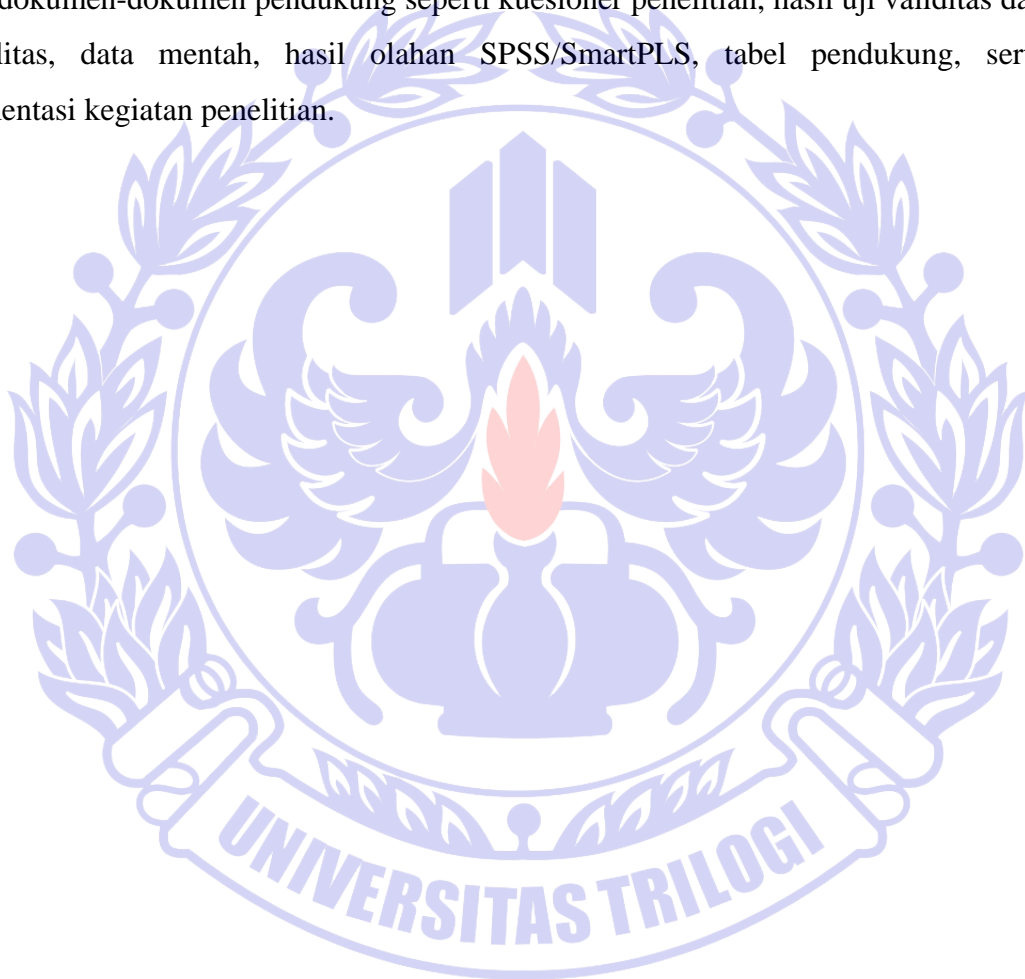 dokumen-dokumen pendukung seperti kuesioner penelitian, hasil uji validitas da
litas, data mentah, hasil olahan SPSS/SmartPLS, tabel pendukung, ser
entasi kegiatan penelitian.
UNIVERSITAS TRILOGI